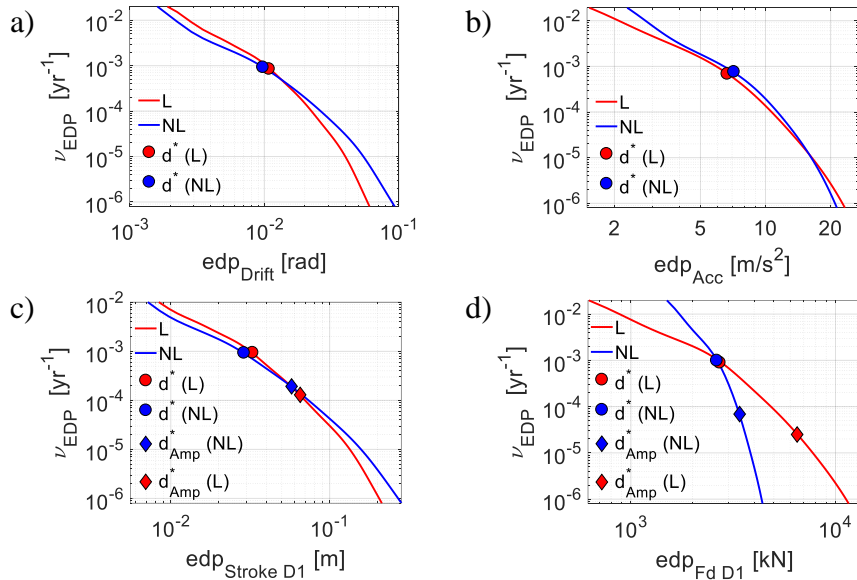 a)
10^-2
10^-3
10^-4
10^-5
10^-6
ν_EDP [yr^-1]
L
NL
d^* (L)
d^* (NL)
10^-3
10^-2
10^-1
edp_Drift [rad]
b)
10^-2
10^-3
10^-4
10^-5
10^-6
ν_EDP [yr^-1]
L
NL
d^* (L)
d^* (NL)
2
5
10
20
edp_Acc [m/s^2]
c)
10^-2
10^-3
10^-4
10^-5
10^-6
ν_EDP [yr^-1]
L
NL
d^* (L)
d^* (NL)
d^*_Amp (NL)
d^*_Amp (L)
10^-2
10^-1
edp_Stroke D1 [m]
d)
10^-2
10^-3
10^-4
10^-5
10^-6
ν_EDP [yr^-1]
L
NL
d^* (L)
d^* (NL)
d^*_Amp (NL)
d^*_Amp (L)
10^3
10^4
edp_Fd D1 [kN]